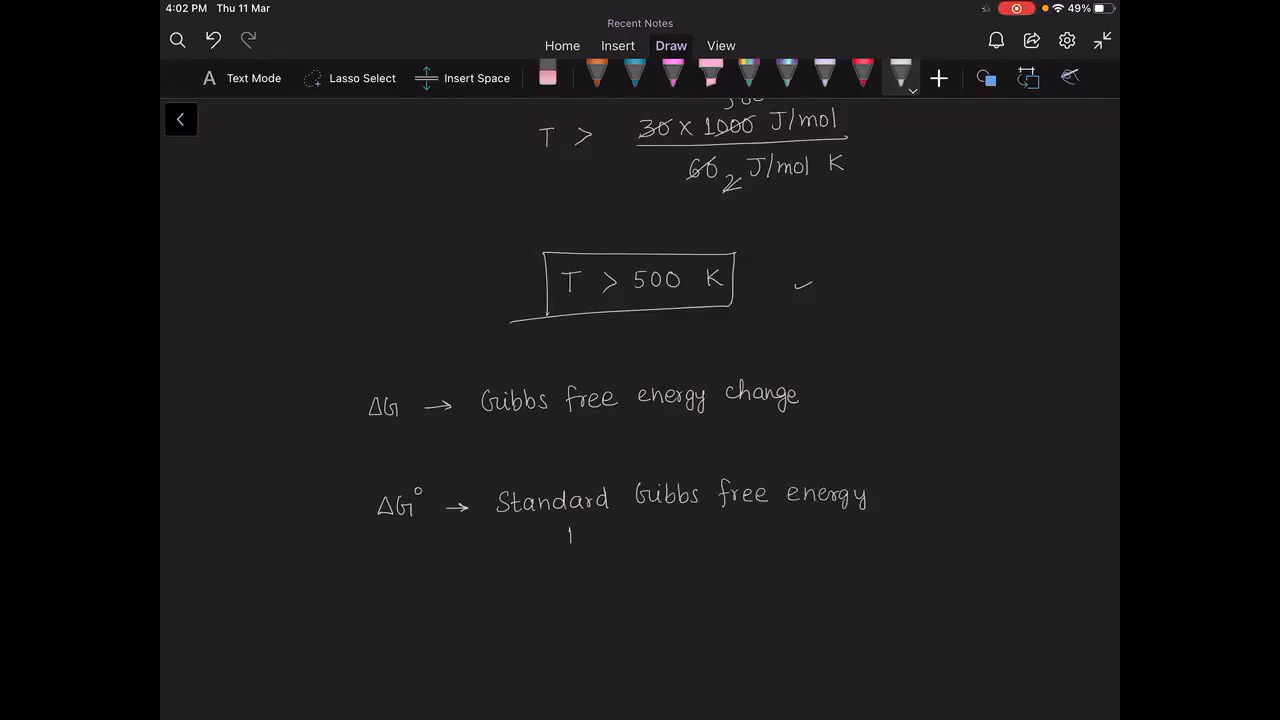 4:02 PM Thu 11 Mar
49%
Recent Notes
Home Insert Draw View
A Text Mode Lasso Select Insert Space
T > 30 x 1000 J/mol
60 2 J/mol K
T > 500 K
ΔG → Gibbs free energy change
ΔG° → Standard Gibbs free energy